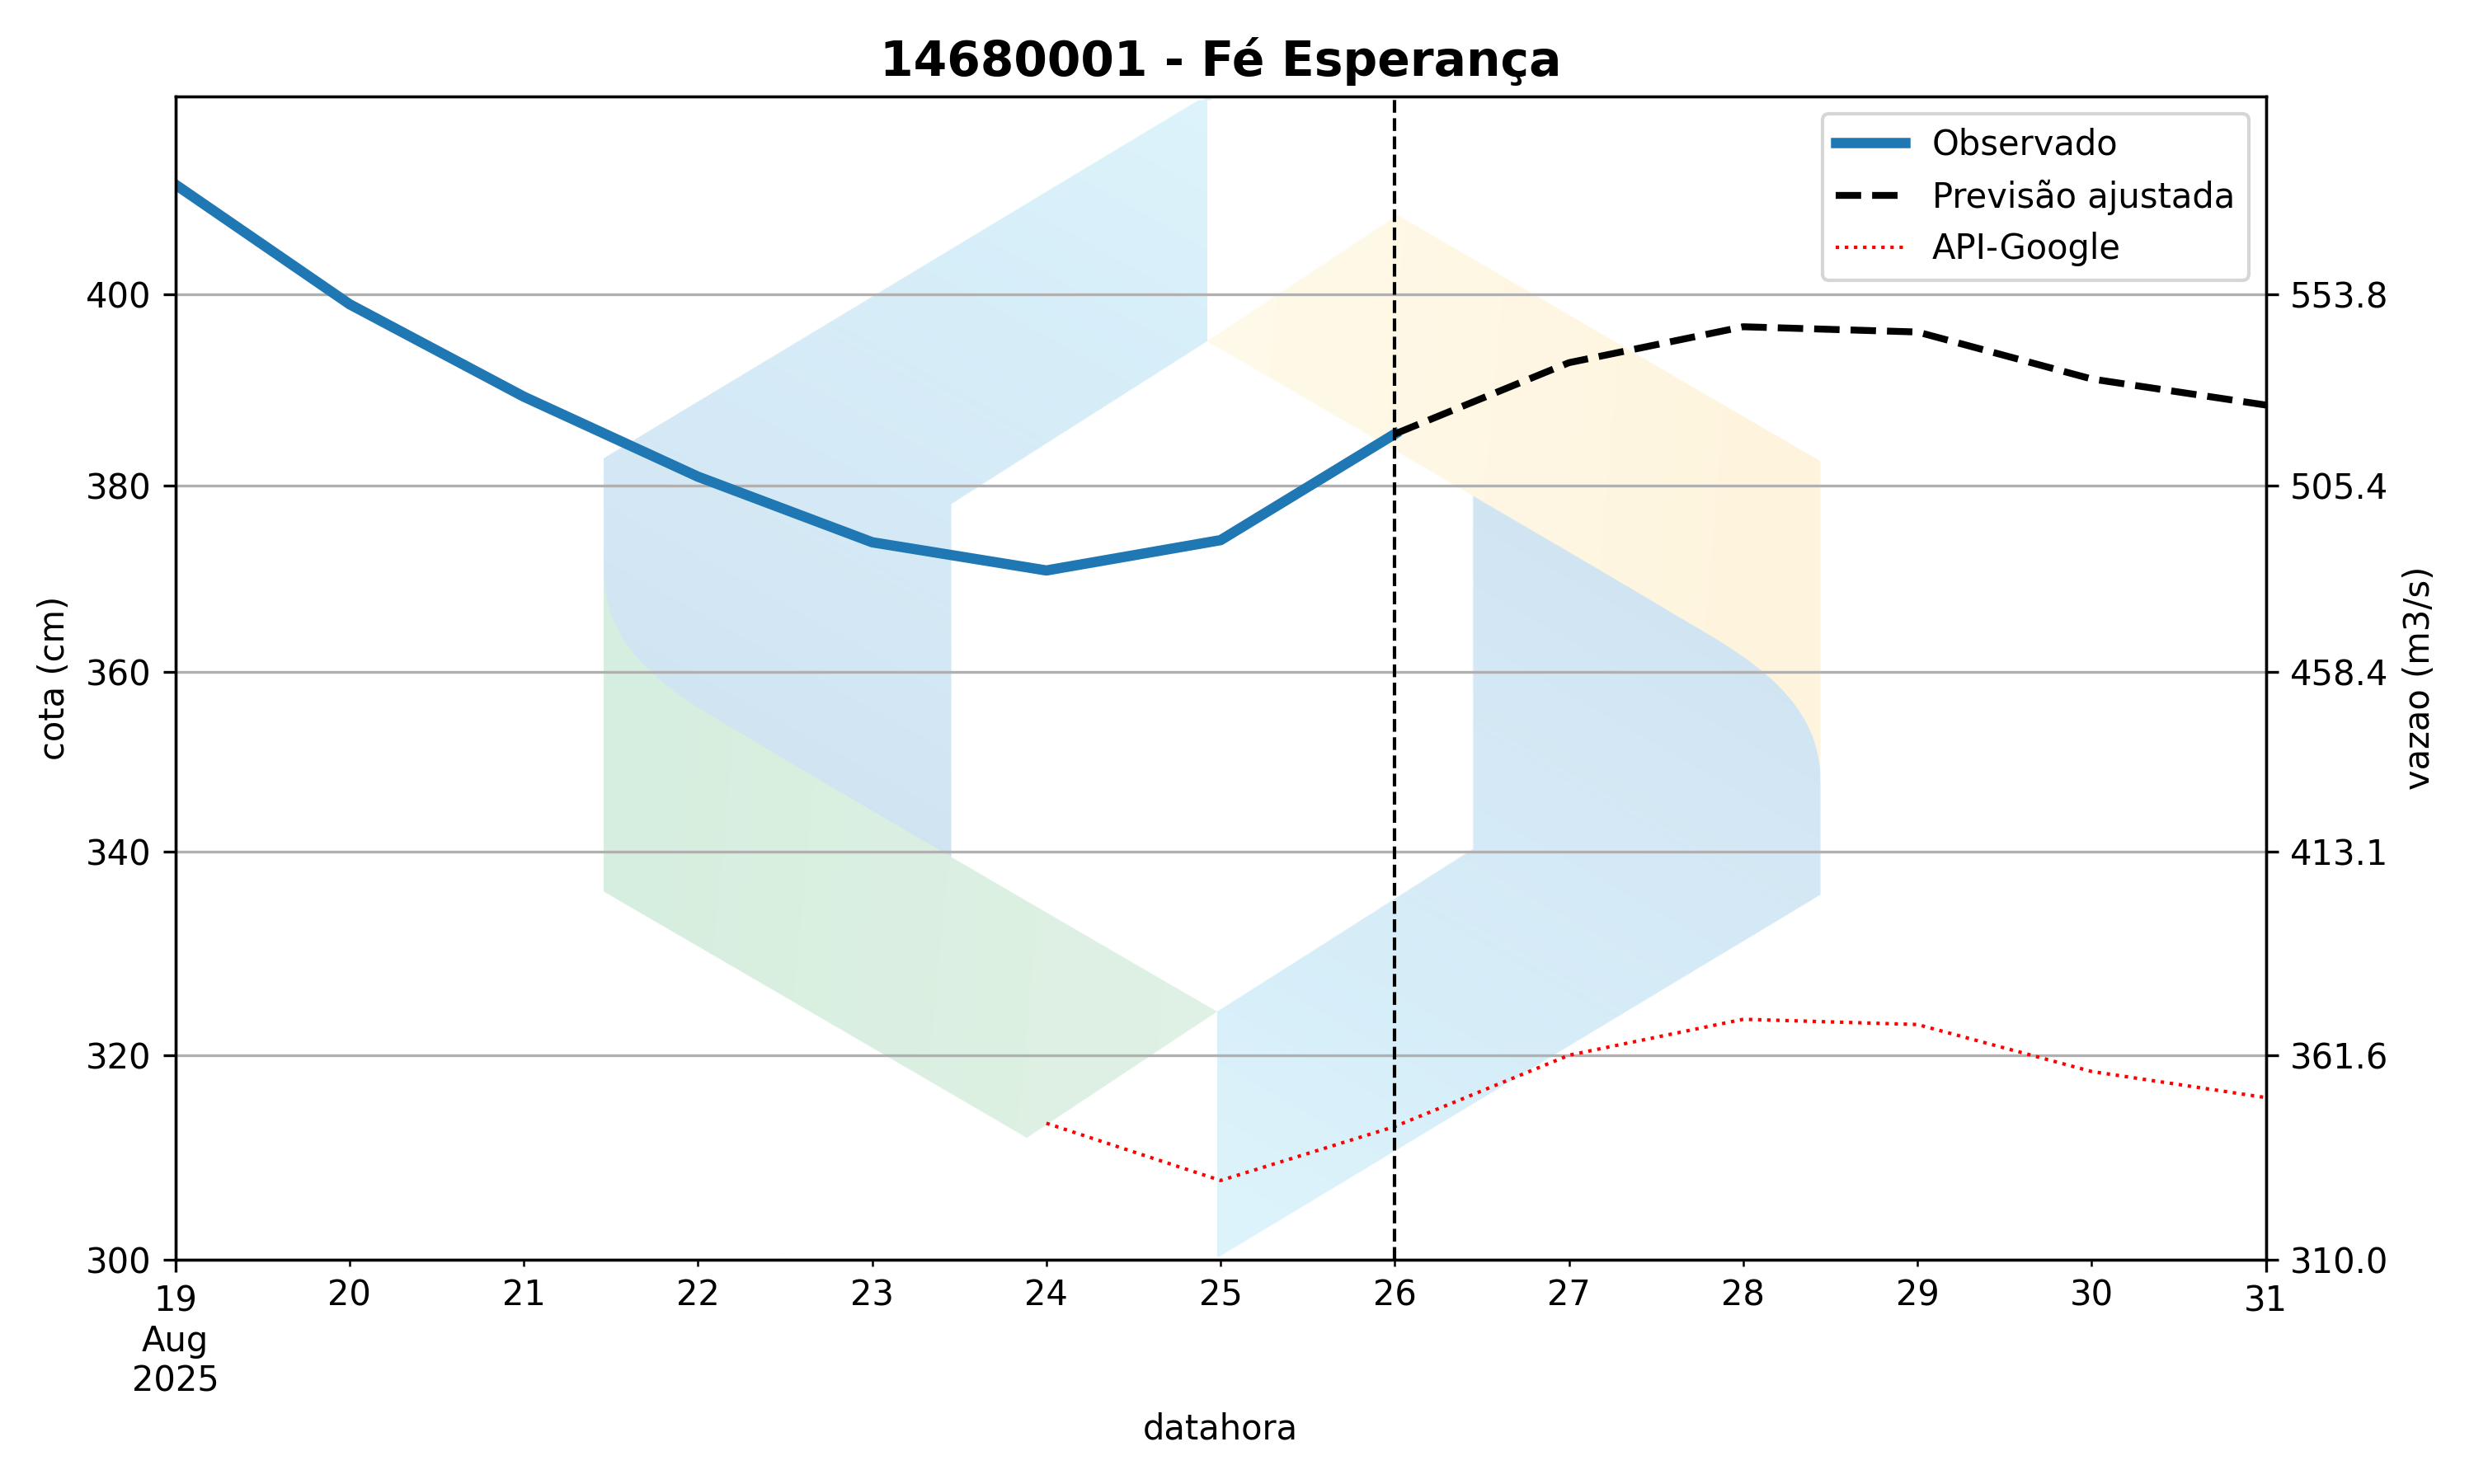 14680001 - Fé Esperança
Observado
Previsão ajustada
API-Google
400
380
360
340
320
300
cota (cm)
553.8
505.4
458.4
413.1
361.6
310.0
vazao (m3/s)
19 20 21 22 23 24 25 26 27 28 29 30 31
Aug
2025
datahora